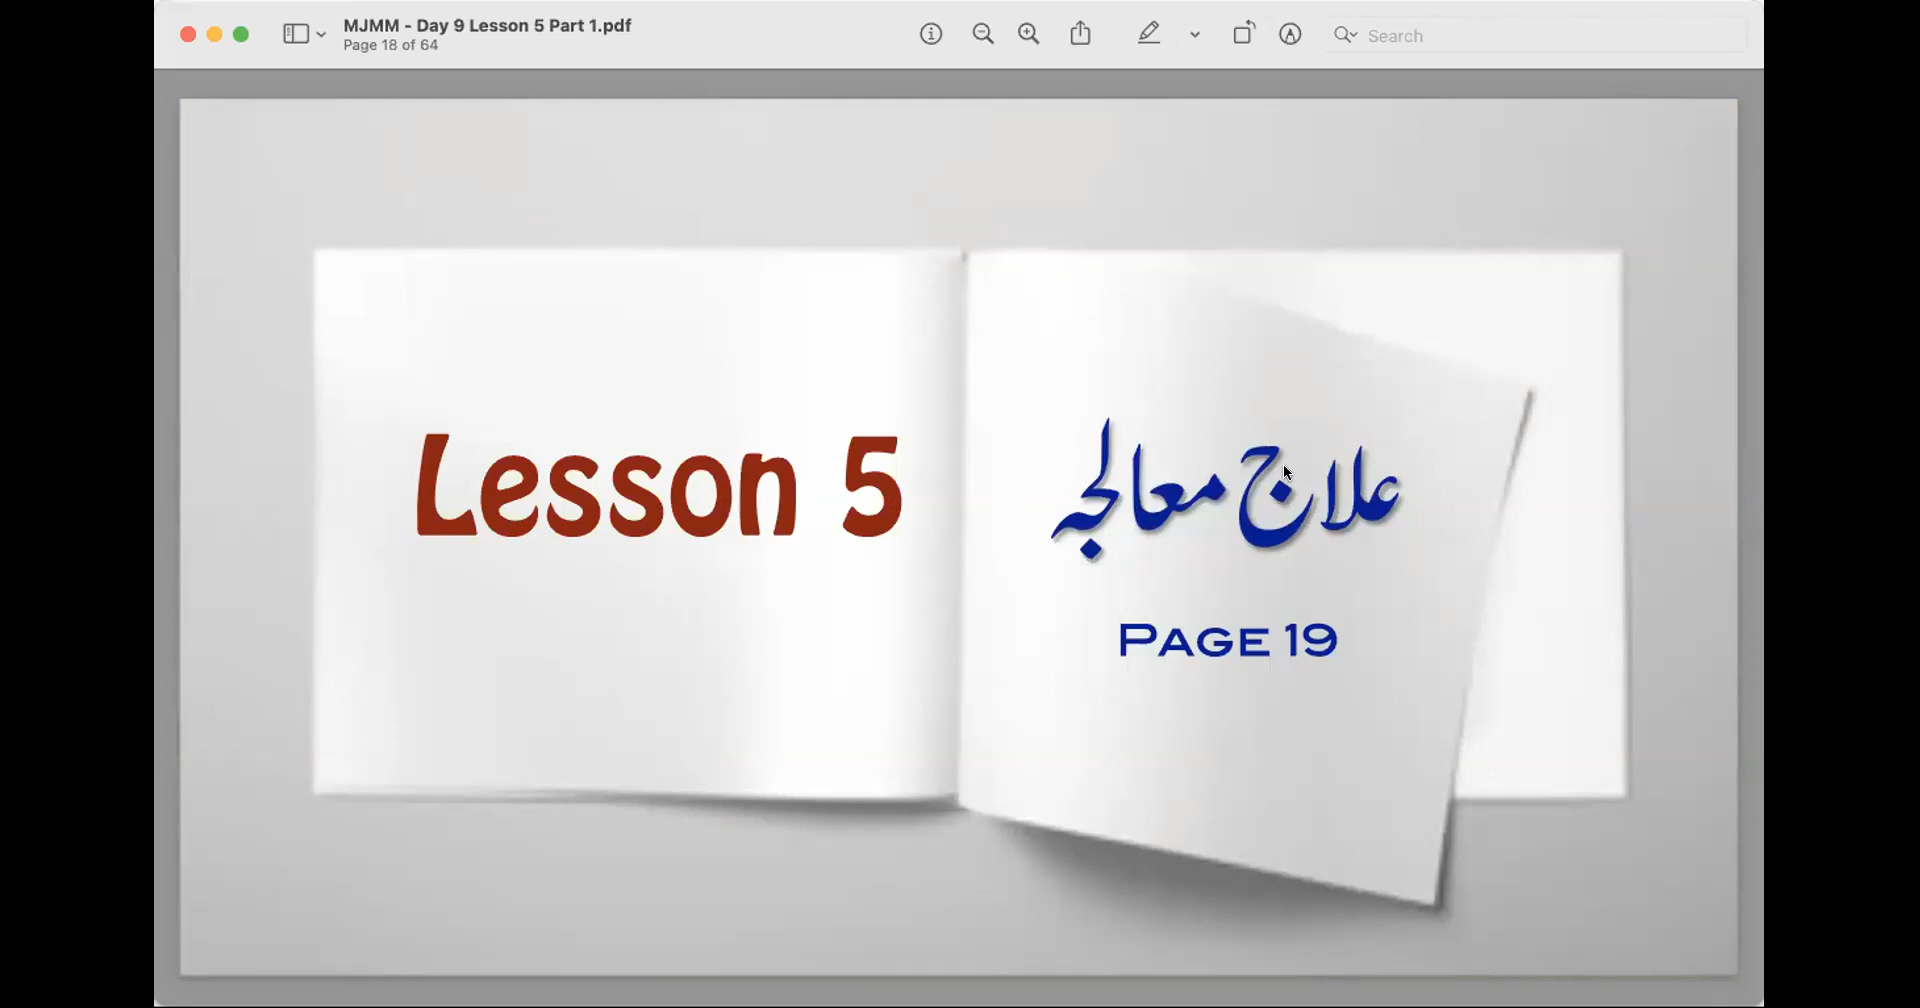 MJMM - Day 9 Lesson 5 Part 1.pdf
Page 18 of 64
Search
Lesson 5
علاج معالجہ
PAGE 19